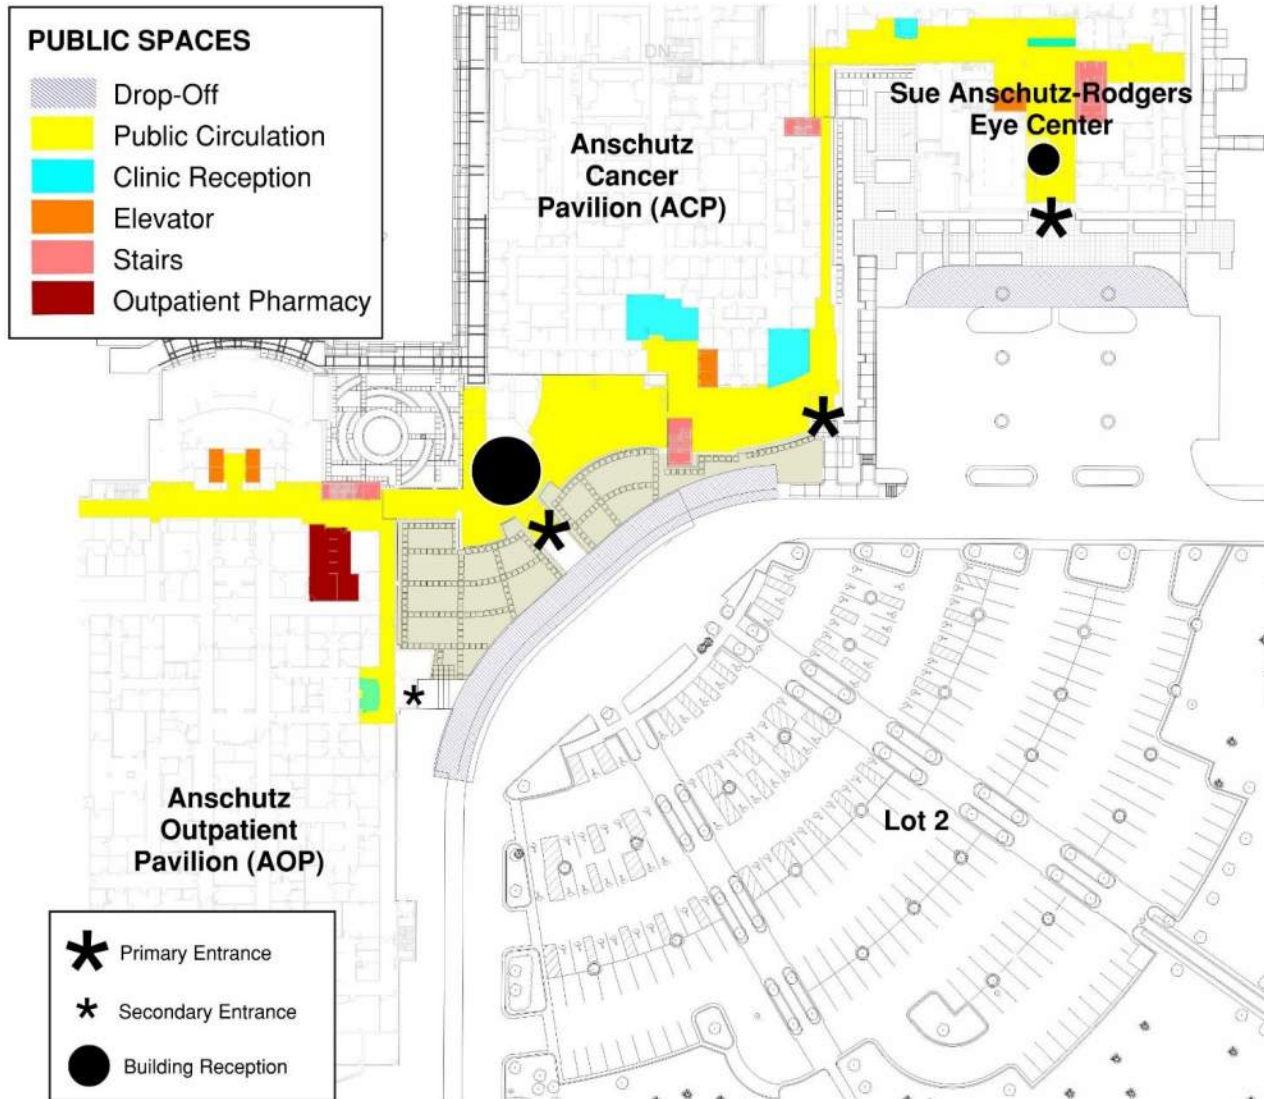 PUBLIC SPACES
Drop-Off
Public Circulation
Clinic Reception
Elevator
Stairs
Outpatient Pharmacy
DN
Anschutz
Cancer
Pavilion (ACP)
Sue Anschutz-Rodgers
Eye Center
Anschutz
Outpatient
Pavilion (AOP)
Lot 2
Primary Entrance
Secondary Entrance
Building Reception